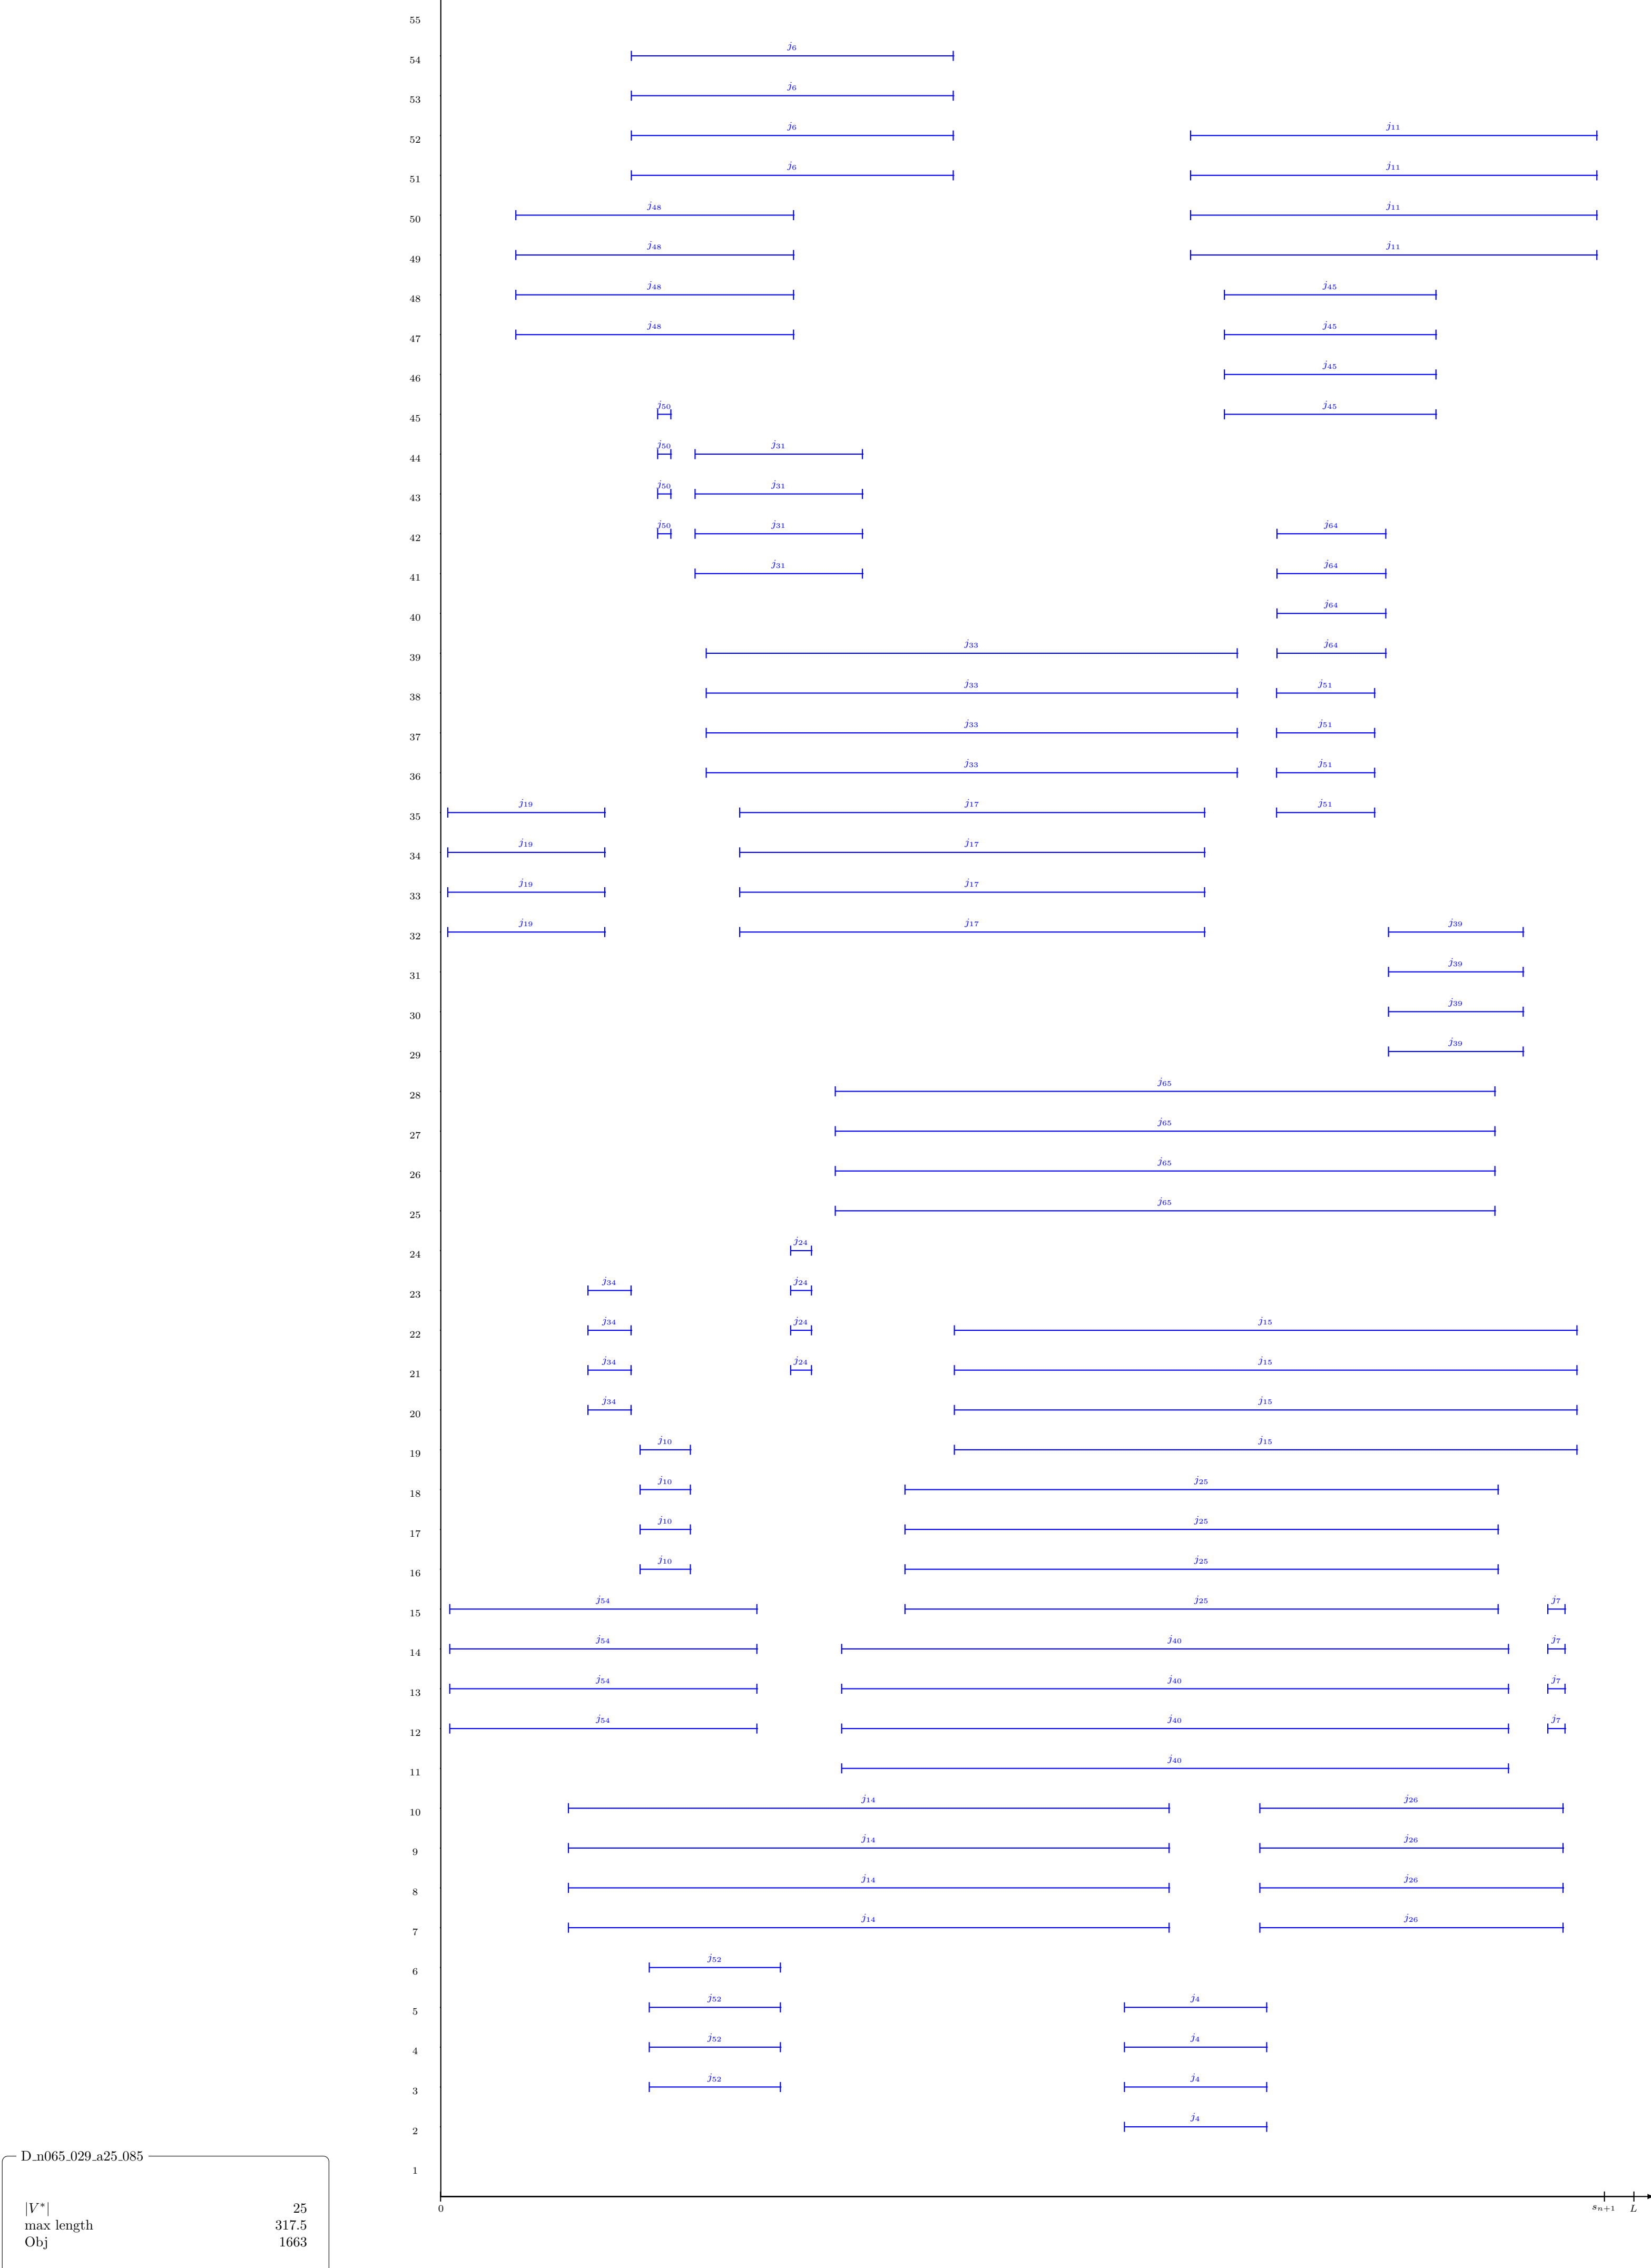 55
j6
54
j6
53
j6 j11
52
j6 j11
51
j48 j11
50
j48 j11
49
j48 j45
48
j48 j45
47
j45
46
j50 j45
45
j50 j31
44
j50 j31
43
j50 j31 j64
42
j31 j64
41
j64
40
j33 j64
39
j33 j51
38
j33 j51
37
j33 j51
36
j19 j17 j51
35
j19 j17
34
j19 j17
33
j19 j17 j39
32
j39
31
j39
30
j39
29
j65
28
j65
27
j65
26
j65
25
j24
24
j34 j24
23
j34 j24 j15
22
j34 j24 j15
21
j34 j15
20
j10 j15
19
j10 j25
18
j10 j25
17
j10 j25
16
j54 j25 j7
15
j54 j40 j7
14
j54 j40 j7
13
j54 j40 j7
12
j40
11
j14 j26
10
j14 j26
9
j14 j26
8
j14 j26
7
j52
6
j52 j4
5
j52 j4
4
j52 j4
3
j4
2
1
0 sn+1 L
D_n065_029_a25_085
|V*| 25
max length 317.5
Obj 1663